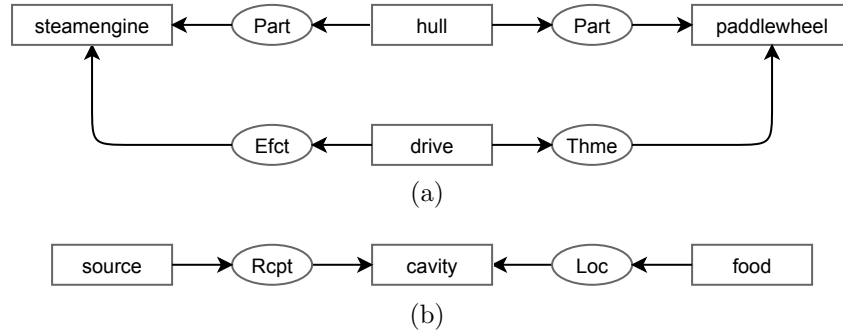 steamengine Part hull Part paddlewheel
Efct drive Thme
(a)
source Rcpt cavity Loc food
(b)